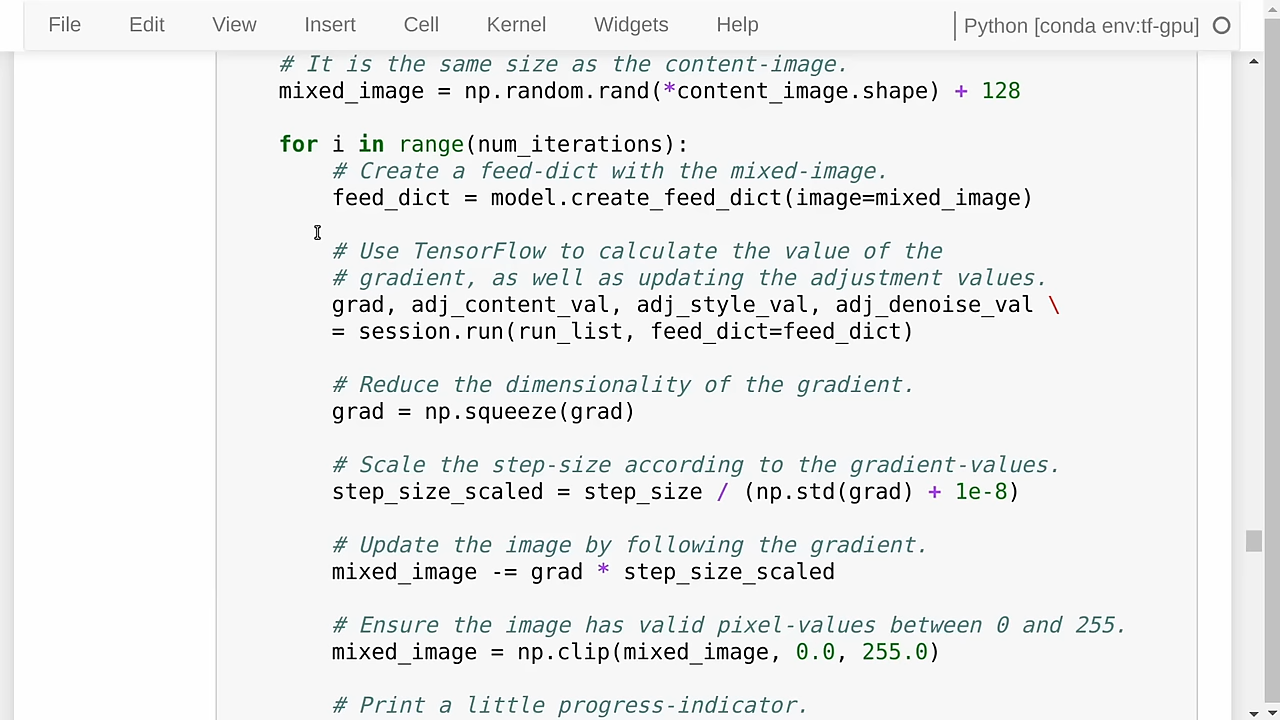 File Edit View Insert Cell Kernel Widgets Help Python [conda env:tf-gpu]
# It is the same size as the content-image.
mixed_image = np.random.rand(*content_image.shape) + 128
for i in range(num_iterations):
# Create a feed-dict with the mixed-image.
feed_dict = model.create_feed_dict(image=mixed_image)
# Use TensorFlow to calculate the value of the
# gradient, as well as updating the adjustment values.
grad, adj_content_val, adj_style_val, adj_denoise_val \
= session.run(run_list, feed_dict=feed_dict)
# Reduce the dimensionality of the gradient.
grad = np.squeeze(grad)
# Scale the step-size according to the gradient-values.
step_size_scaled = step_size / (np.std(grad) + 1e-8)
# Update the image by following the gradient.
mixed_image -= grad * step_size_scaled
# Ensure the image has valid pixel-values between 0 and 255.
mixed_image = np.clip(mixed_image, 0.0, 255.0)
# Print a little progress-indicator.